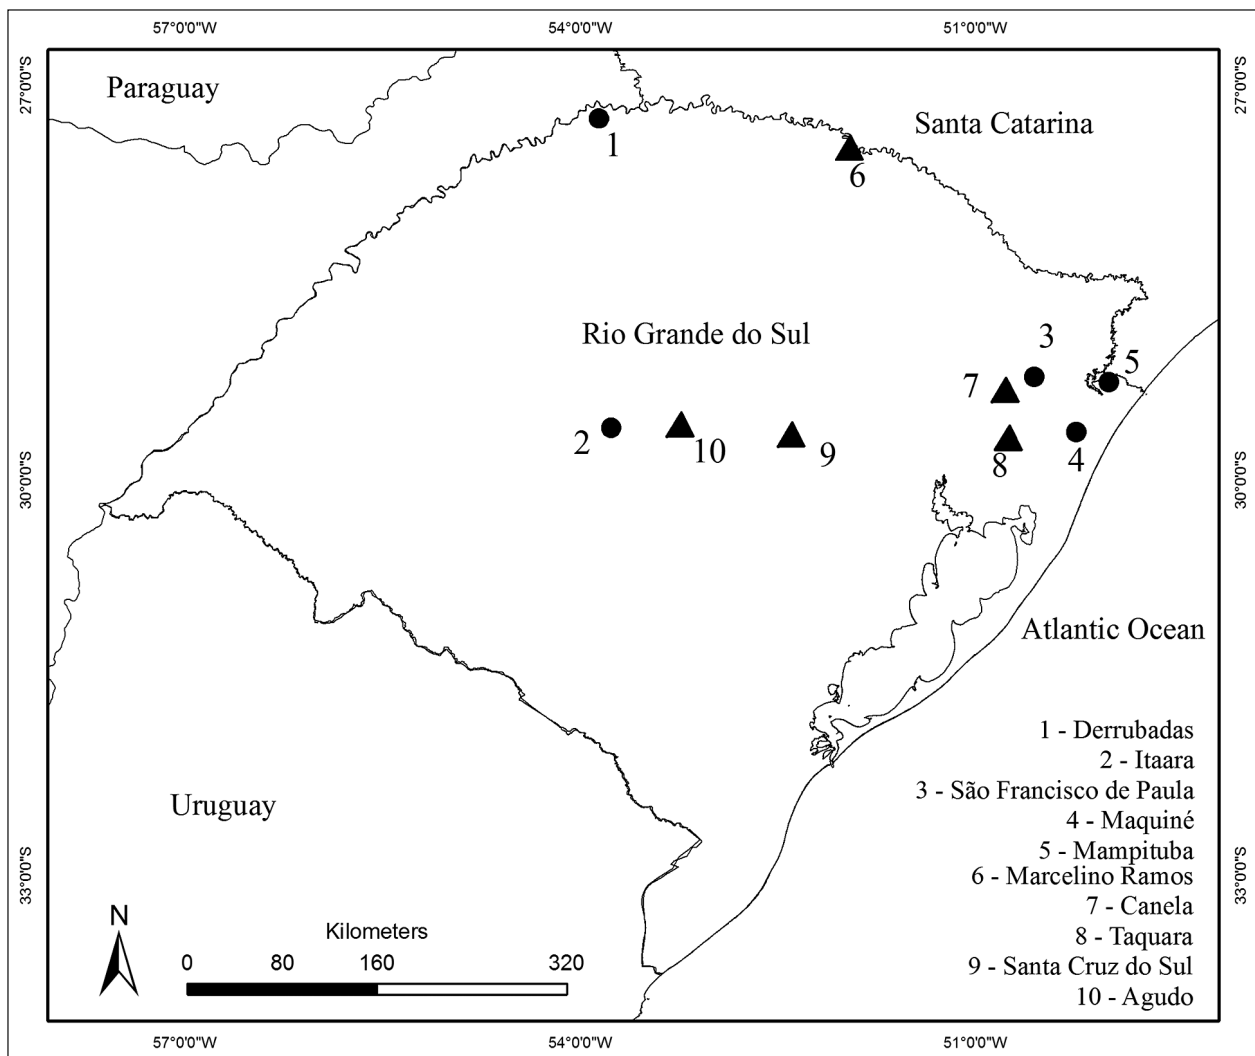 57°0'0"W 54°0'0"W 51°0'0"W
27°0'0"S
27°0'0"S
Paraguay
Santa Catarina
1
6
Rio Grande do Sul
3
5
7
2
10
9
8
4
30°0'0"S
30°0'0"S
Atlantic Ocean
Uruguay
1 - Derrubadas
2 - Itaara
3 - São Francisco de Paula
4 - Maquiné
5 - Mampituba
6 - Marcelino Ramos
7 - Canela
8 - Taquara
9 - Santa Cruz do Sul
10 - Agudo
33°0'0"S
33°0'0"S
N
Kilometers
0 80 160 320
57°0'0"W 54°0'0"W 51°0'0"W